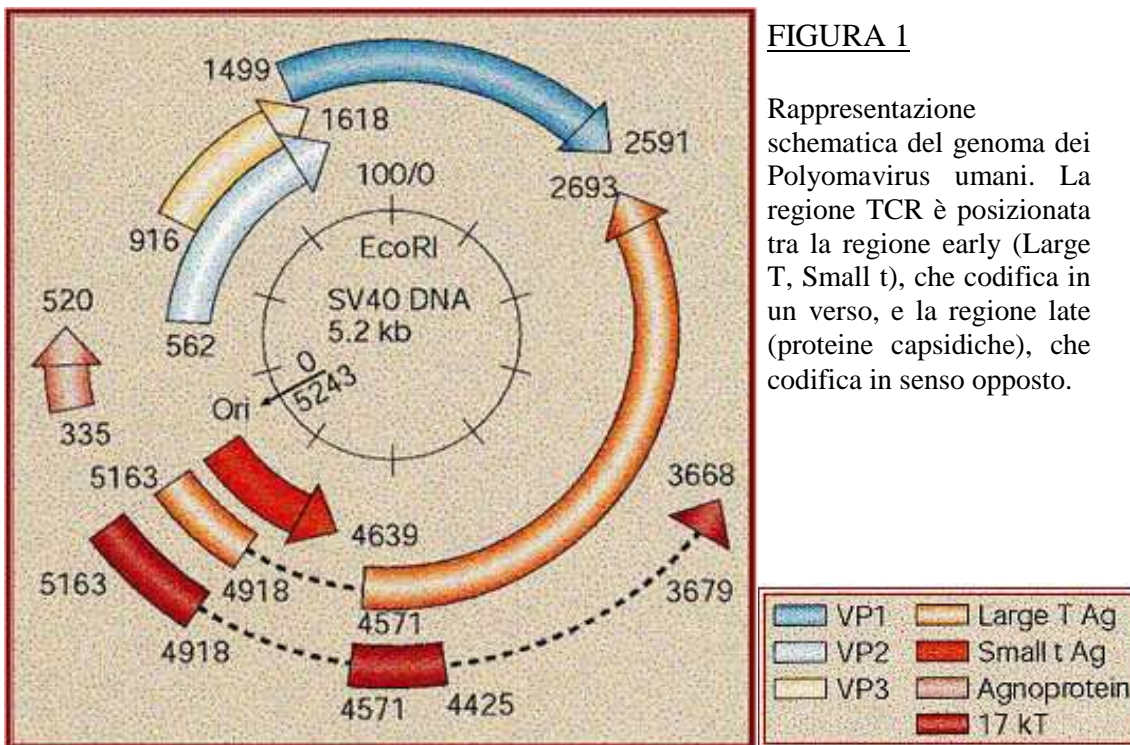 FIGURA 1
Rappresentazione
schematica del genoma dei
Polyomavirus umani. La
regione TCR è posizionata
tra la regione early (Large
T, Small t), che codifica in
un verso, e la regione late
(proteine capsidiche), che
codifica in senso opposto.
1499
1618
2591
2693
100/0
916
EcoRI
520
SV40 DNA
5.2 kb
562
0
5243
Ori
335
5163
3668
4639
5163
4918
3679
4571
4918
4571
4425
VP1
Large T Ag
VP2
Small t Ag
VP3
Agnoprotein
17 kT